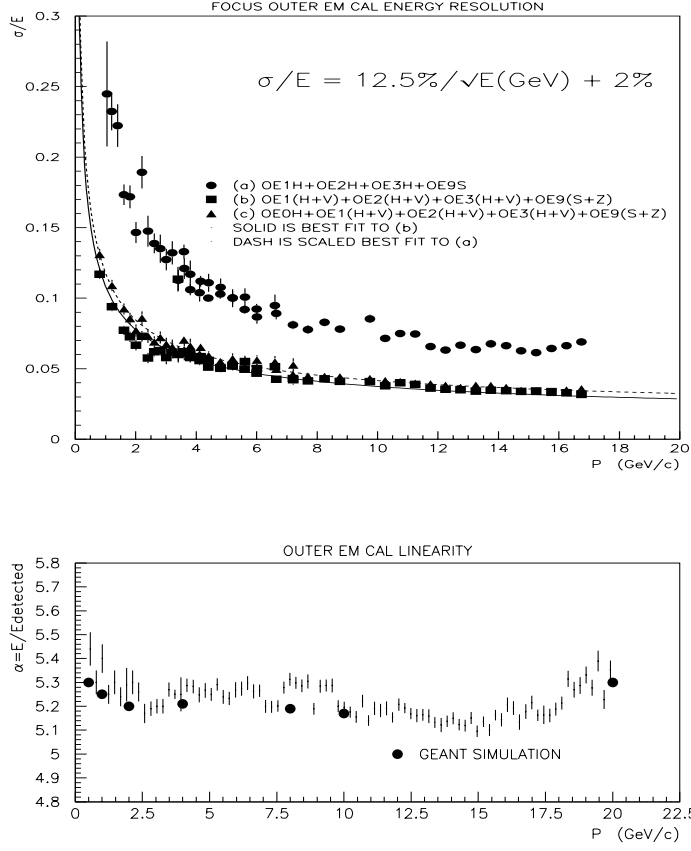 FOCUS OUTER EM CAL ENERGY RESOLUTION
σ/E
0.3
0.25
0.2
0.15
0.1
0.05
0
σ/E = 12.5%/√E(GeV) + 2%
(a) OE1H+OE2H+OE3H+OE9S
(b) OE1(H+V)+OE2(H+V)+OE3(H+V)+OE9(S+Z)
(c) OE0H+OE1(H+V)+OE2(H+V)+OE3(H+V)+OE9(S+Z)
SOLID IS BEST FIT TO (b)
DASH IS SCALED BEST FIT TO (a)
0 2 4 6 8 10 12 14 16 18 20
P (GeV/c)
OUTER EM CAL LINEARITY
α=E/Edetected
5.8
5.7
5.6
5.5
5.4
5.3
5.2
5.1
5
4.9
4.8
GEANT SIMULATION
0 2.5 5 7.5 10 12.5 15 17.5 20 22.5
P (GeV/c)